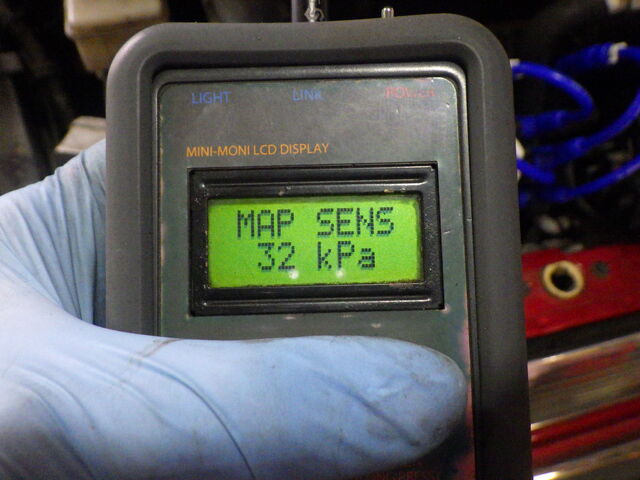 LIGHT LINK POWER
MINI-MONI LCD DISPLAY
MAP SENS
32 kPa